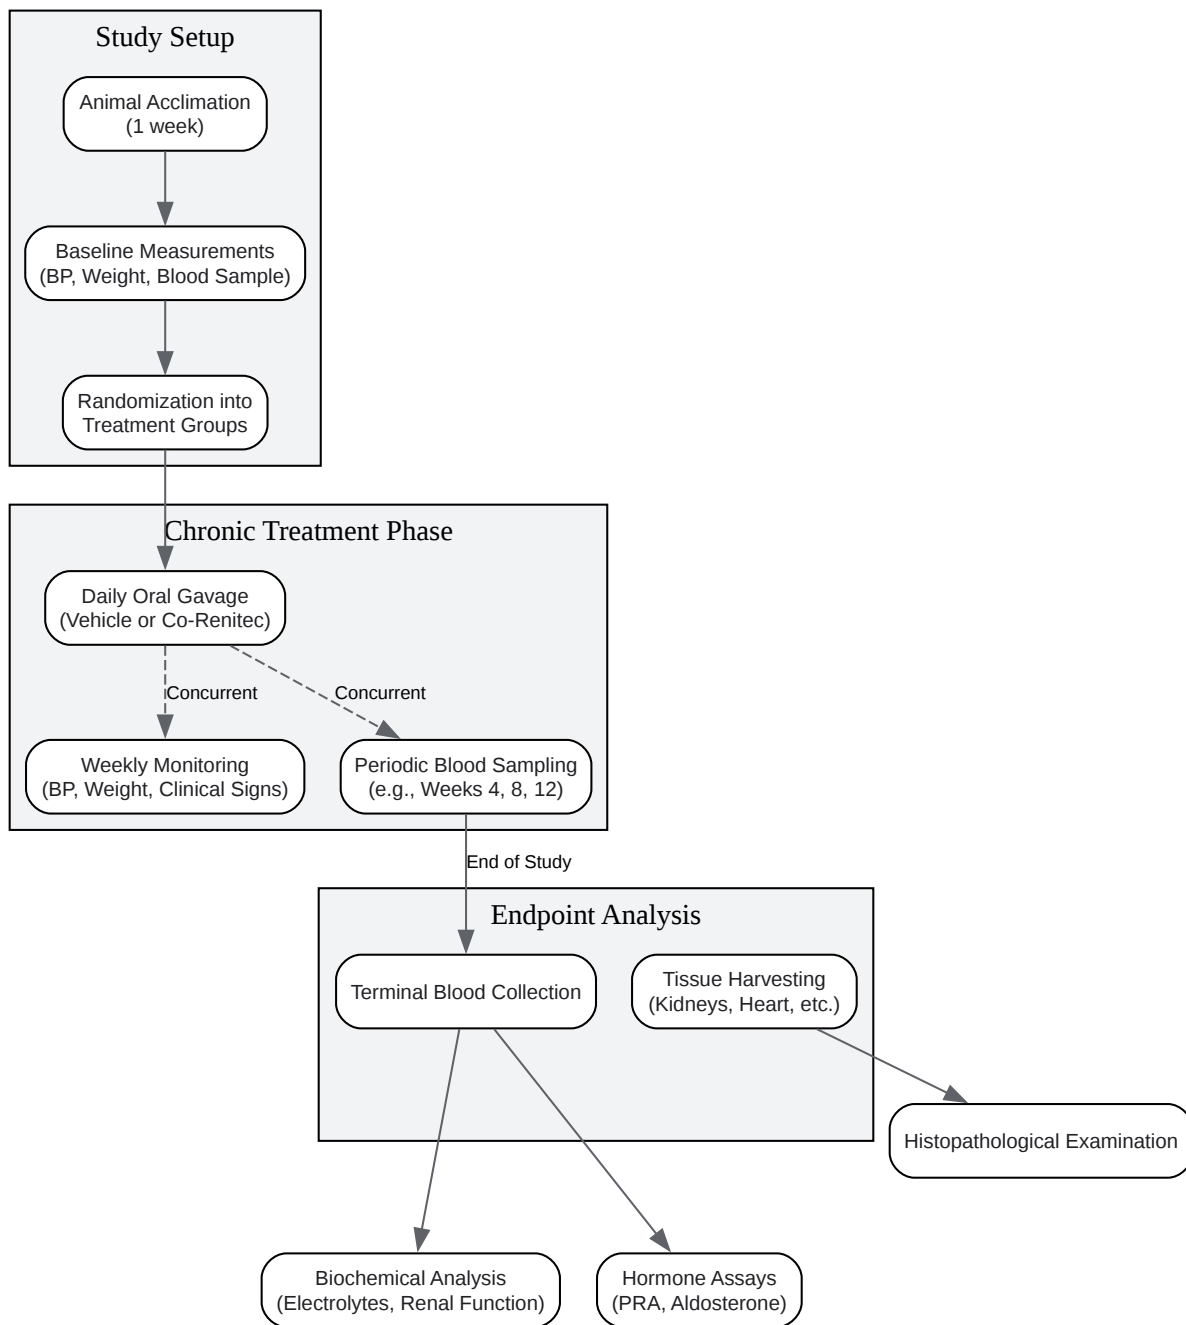 Study Setup
Animal Acclimation
(1 week)
Baseline Measurements
(BP, Weight, Blood Sample)
Randomization into
Treatment Groups
Chronic Treatment Phase
Daily Oral Gavage
(Vehicle or Co-Renitec)
Concurrent
Concurrent
Weekly Monitoring
(BP, Weight, Clinical Signs)
Periodic Blood Sampling
(e.g., Weeks 4, 8, 12)
End of Study
Endpoint Analysis
Terminal Blood Collection
Tissue Harvesting
(Kidneys, Heart, etc.)
Histopathological Examination
Biochemical Analysis
(Electrolytes, Renal Function)
Hormone Assays
(PRA, Aldosterone)